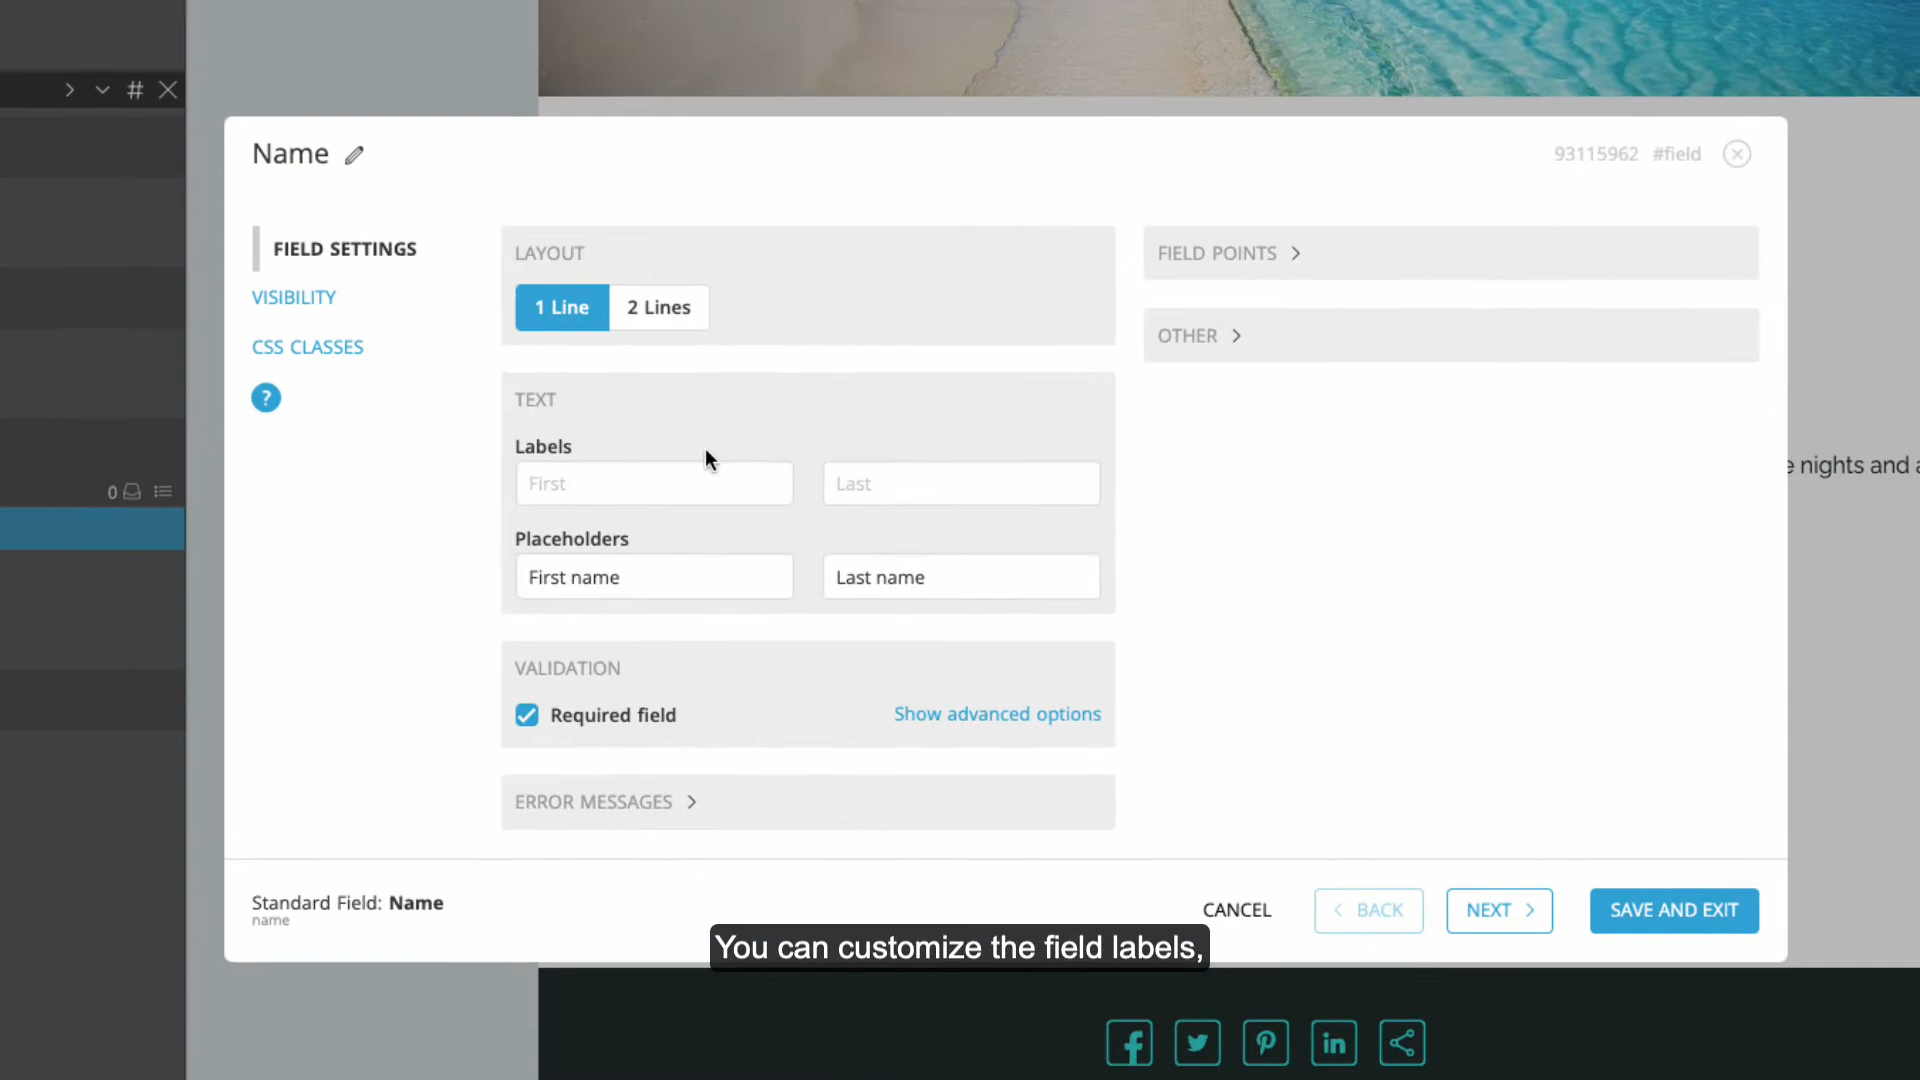 Name
93115962 #field
FIELD SETTINGS
VISIBILITY
CSS CLASSES
?
LAYOUT
1 Line
2 Lines
TEXT
Labels
First
Last
Placeholders
First name
Last name
VALIDATION
Required field
Show advanced options
ERROR MESSAGES
FIELD POINTS
OTHER
0
e nights and a
Standard Field: Name
name
CANCEL
BACK
NEXT
SAVE AND EXIT
You can customize the field labels,